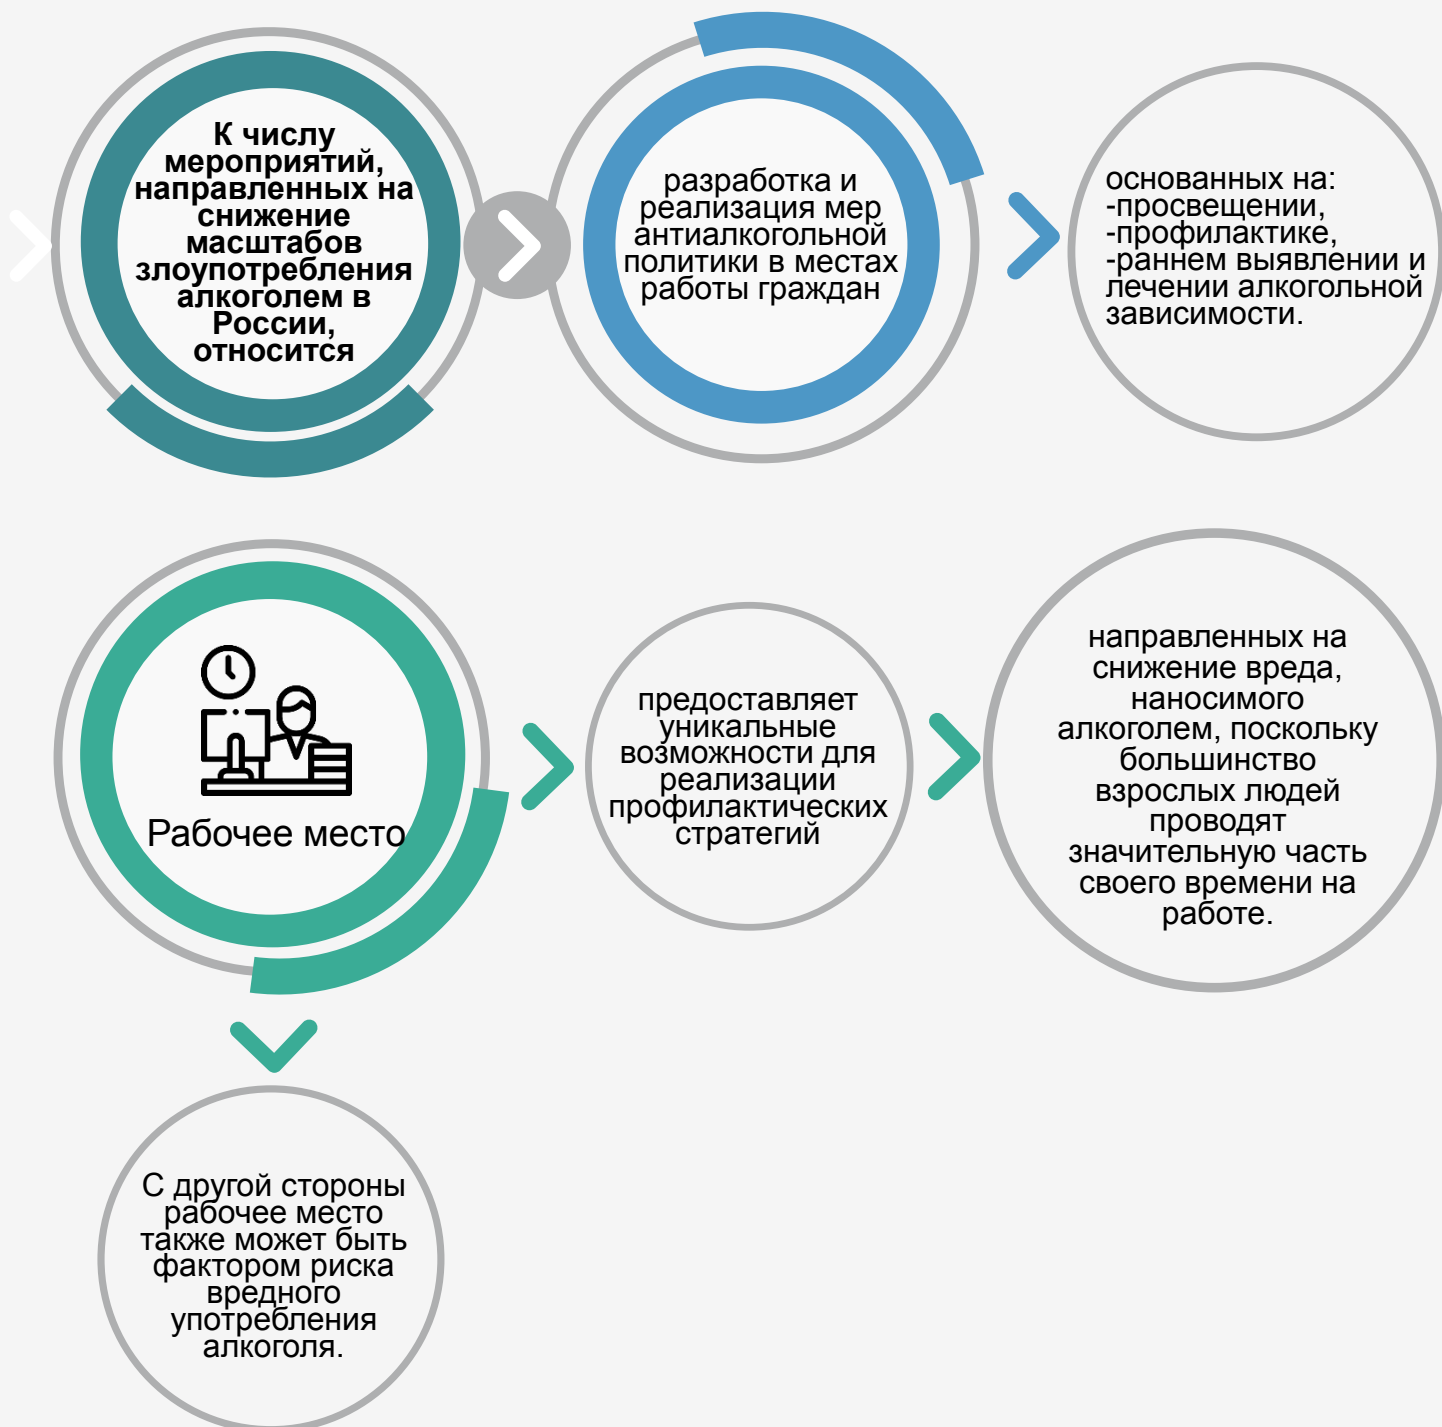 К числу
мероприятий,
направленных на
снижение
масштабов
злоупотребления
алкоголем в
России,
относится
разработка и
реализация мер
антиалкогольной
политики в местах
работы граждан
основанных на:
-просвещении,
-профилактике,
-раннем выявлении и
лечении алкогольной
зависимости.
Рабочее место
предоставляет
уникальные
возможности для
реализации
профилактических
стратегий
направленных на
снижение вреда,
наносимого
алкоголем, поскольку
большинство
взрослых людей
проводят
значительную часть
своего времени на
работе.
С другой стороны
рабочее место
также может быть
фактором риска
вредного
употребления
алкоголя.